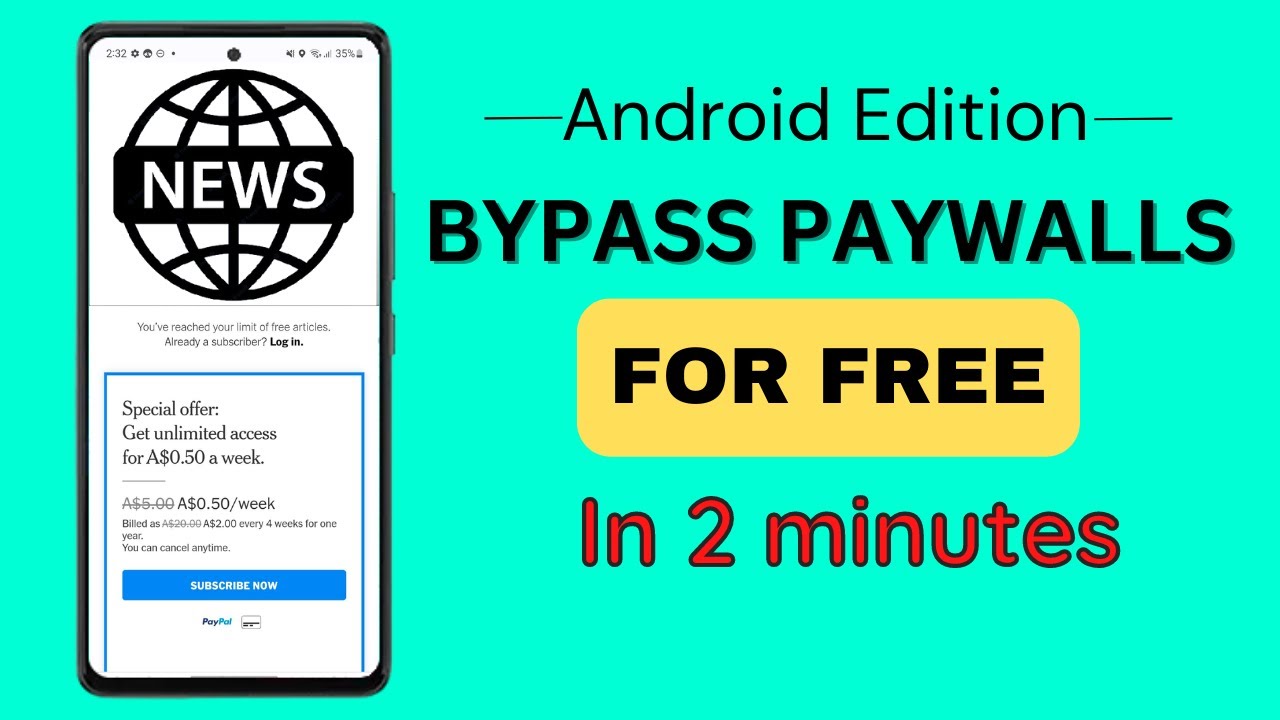 2:32
35%
NEWS
You've reached your limit of free articles.
Already a subscriber? Log in.
Special offer:
Get unlimited access
for A$0.50 a week.
A$5.00 A$0.50/week
Billed as A$20.00 A$2.00 every 4 weeks for one
year.
You can cancel anytime.
SUBSCRIBE NOW
PayPal
Android Edition
BYPASS PAYWALLS
FOR FREE
In 2 minutes